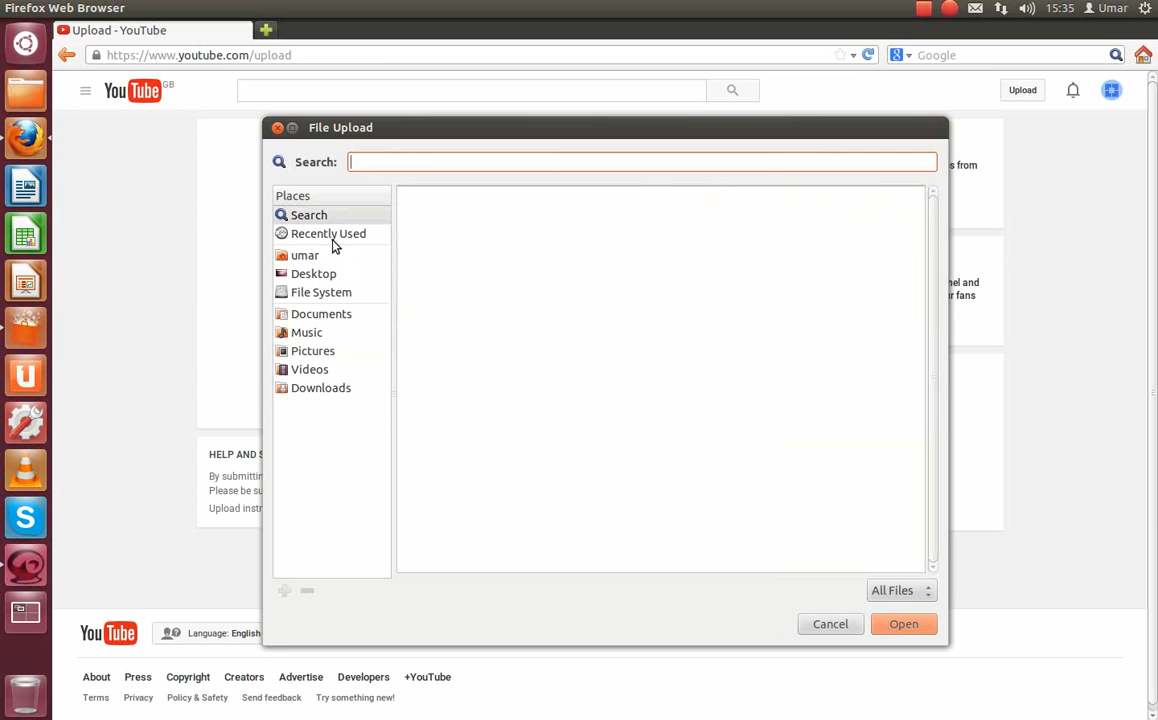 Firefox Web Browser
15:35 Umar
Upload - YouTube
https://www.youtube.com/upload
Google
YouTube GB
Upload
File Upload
Search:
Places
Search
Recently Used
umar
Desktop
File System
Documents
Music
Pictures
Videos
Downloads
s from
nel and
ur fans
HELP AND S
By submittin
Please be su
Upload instr
All Files
Cancel
Open
YouTube
Language: English
About Press Copyright Creators Advertise Developers +YouTube
Terms Privacy Policy & Safety Send feedback Try something new!